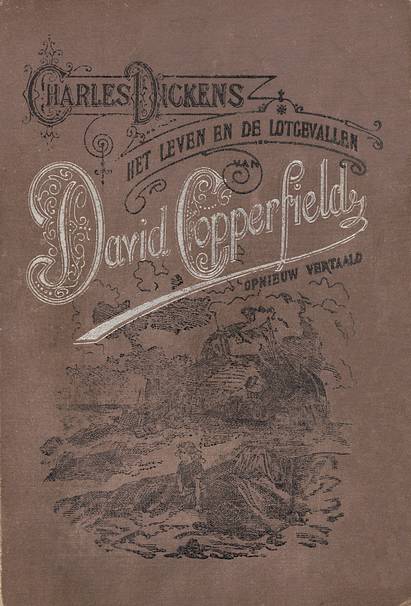 CHARLES DICKENS
HET LEVEN EN DE LOTGEVALLEN
VAN
David Copperfield
OPNIEUW VERTAALD